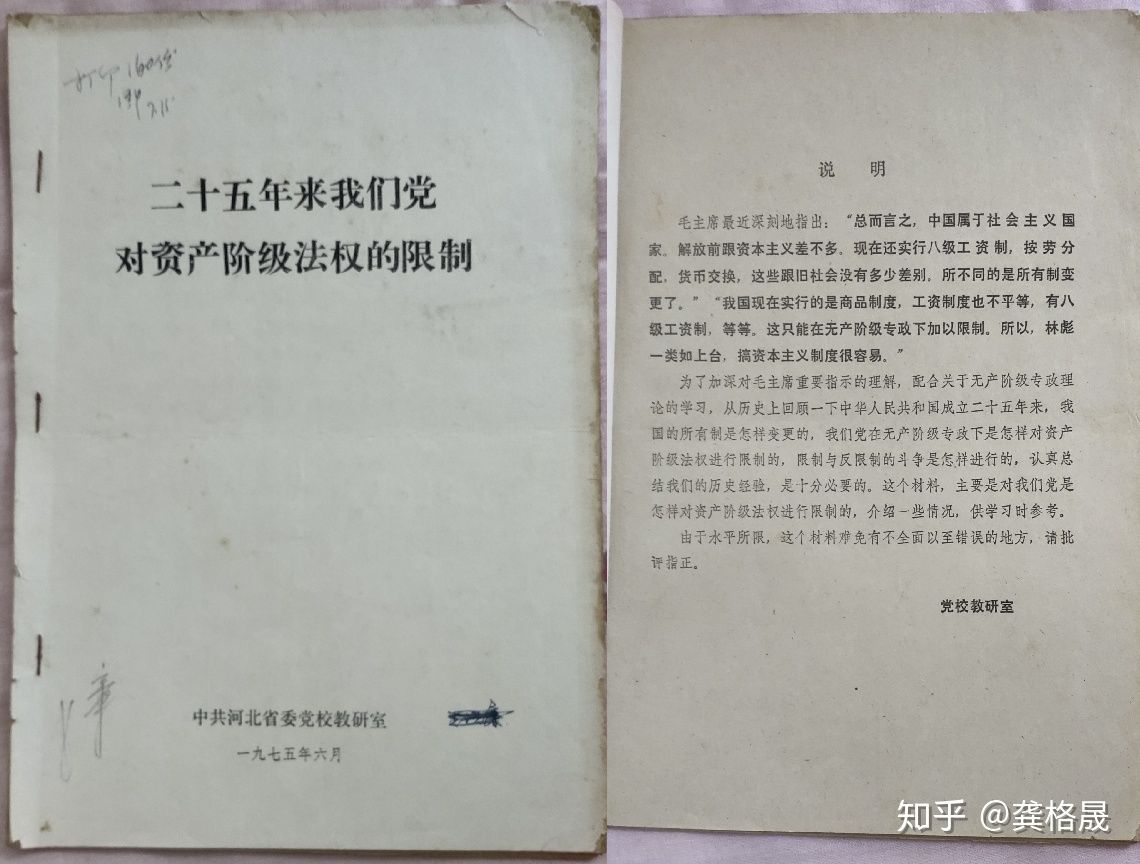 二十五年来我们党
对资产阶级法权的限制
中共河北省委党校教研室
一九七五年六月
说 明
毛主席最近深刻地指出：“总而言之，中国属于社会主义国
家。解放前跟资本主义差不多。现在还实行八级工资制，按劳分
配，货币交换，这些跟旧社会没有多少差别。所不同的是所有制变
更了。”“我国现在实行的是商品制度，工资制度也不平等，有八
级工资制，等等。这只能在无产阶级专政下加以限制。所以，林彪
一类如上台，搞资本主义制度很容易。”
为了加深对毛主席重要指示的理解，配合关于无产阶级专政理
论的学习，从历史上回顾一下中华人民共和国成立二十五年来，我
国的所有制是怎样变更的，我们党在无产阶级专政下是怎样对资产
阶级法权进行限制的，限制与反限制的斗争是怎样进行的，认真总
结我们的历史经验，是十分必要的。这个材料，主要是对我们党是
怎样对资产阶级法权进行限制的，介绍一些情况，供学习时参考。
由于水平所限，这个材料难免有不全面以至错误的地方，请批
评指正。
党校教研室
知乎 @龚格晟